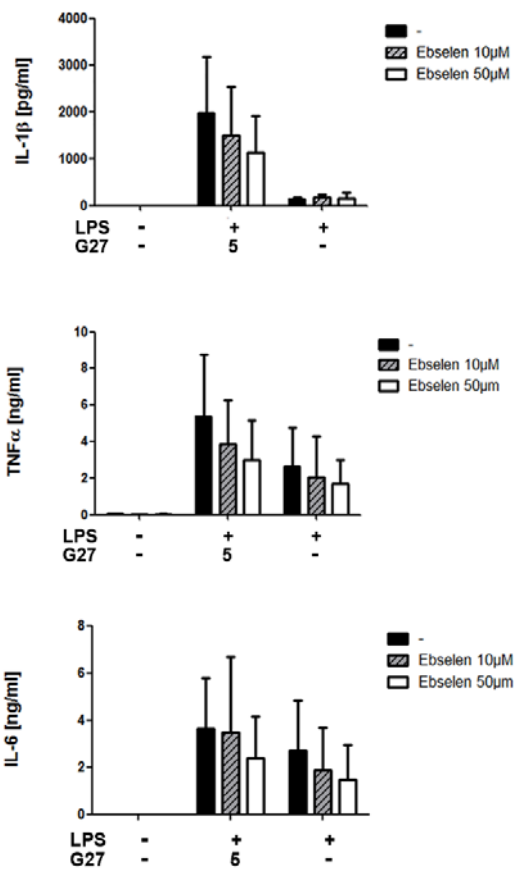 IL-1β [pg/ml]
4000
3000
2000
1000
0
-
Ebselen 10µM
Ebselen 50µM
LPS - + +
G27 - 5 -
TNFα [ng/ml]
10
8
6
4
2
0
-
Ebselen 10µM
Ebselen 50µm
LPS - + +
G27 - 5 -
IL-6 [ng/ml]
8
6
4
2
0
-
Ebselen 10µM
Ebselen 50µm
LPS - + +
G27 - 5 -